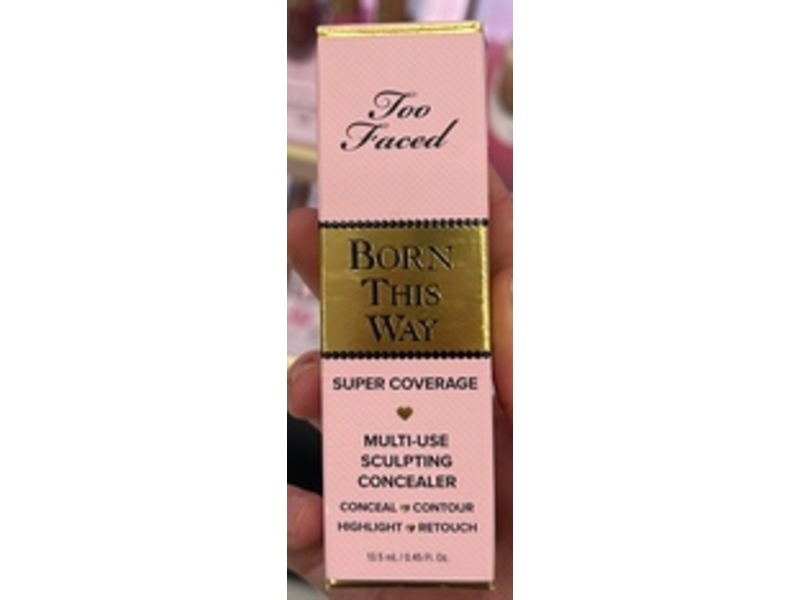 Too
Faced
BORN
THIS
WAY
SUPER COVERAGE
MULTI-USE
SCULPTING
CONCEALER
CONCEAL CONTOUR
HIGHLIGHT RETOUCH
13.5 mL / 0.45 Fl. Oz.